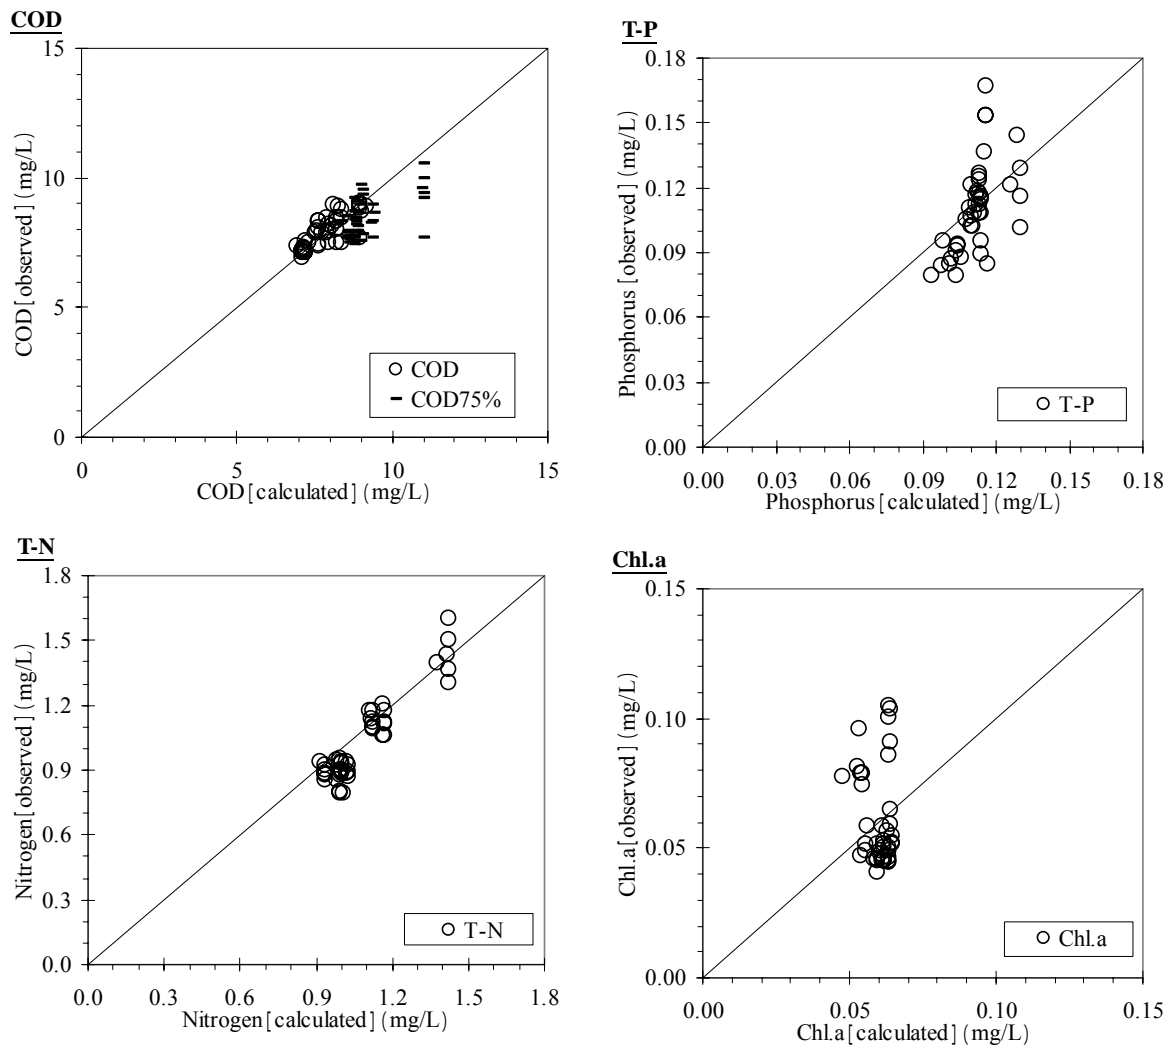 COD
15
10
5
0
0
5
10
15
COD[observed] (mg/L)
COD[calculated] (mg/L)
COD
COD75%
T-P
0.18
0.15
0.12
0.09
0.06
0.03
0.00
0.00
0.03
0.06
0.09
0.12
0.15
0.18
Phosphorus[observed] (mg/L)
Phosphorus[calculated] (mg/L)
T-P
T-N
1.8
1.5
1.2
0.9
0.6
0.3
0.0
0.0
0.3
0.6
0.9
1.2
1.5
1.8
Nitrogen[observed] (mg/L)
Nitrogen[calculated] (mg/L)
T-N
Chl.a
0.15
0.10
0.05
0.00
0.00
0.05
0.10
0.15
Chl.a[observed] (mg/L)
Chl.a[calculated] (mg/L)
Chl.a